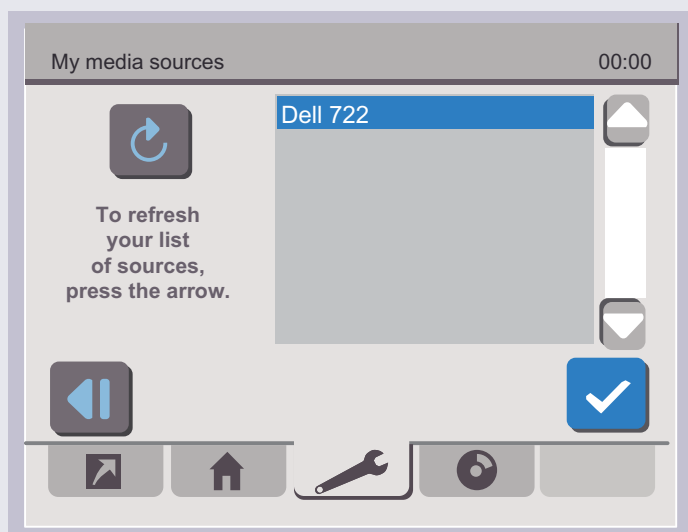 My media sources 00:00
Dell 722
To refresh
your list
of sources,
press the arrow.